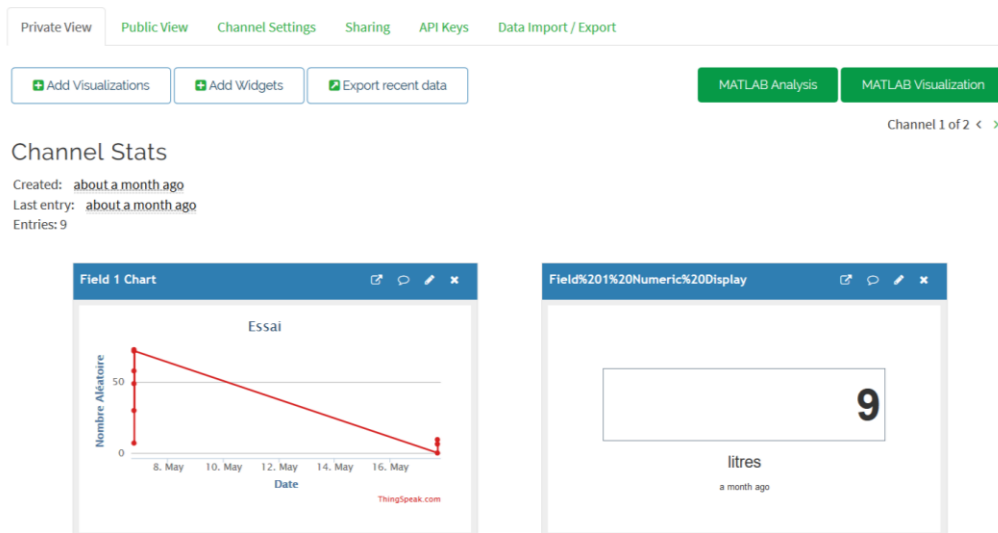 Private View Public View Channel Settings Sharing API Keys Data Import / Export
Add Visualizations Add Widgets Export recent data MATLAB Analysis MATLAB Visualization
Channel 1 of 2 < >
Channel Stats
Created: about a month ago
Last entry: about a month ago
Entries: 9
Field 1 Chart
Essai
Nombre Aléatoire
50
0
8. May 10. May 12. May 14. May 16. May
Date
ThingSpeak.com
Field%201%20Numeric%20Display
9
litres
a month ago